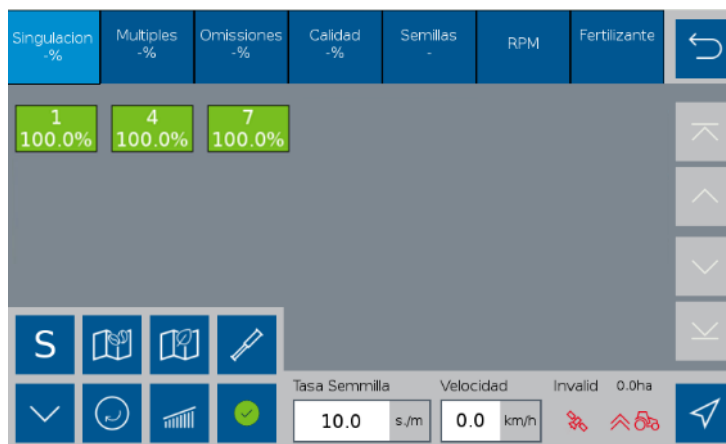 Singulacion
-%
Multiples
-%
Omissiones
-%
Calidad
-%
Semillas
-
RPM
Fertilizante
1
100.0%
4
100.0%
7
100.0%
S
Tasa Semmilla
Velocidad
Invalid 0.0ha
10.0 s./m
0.0 km/h